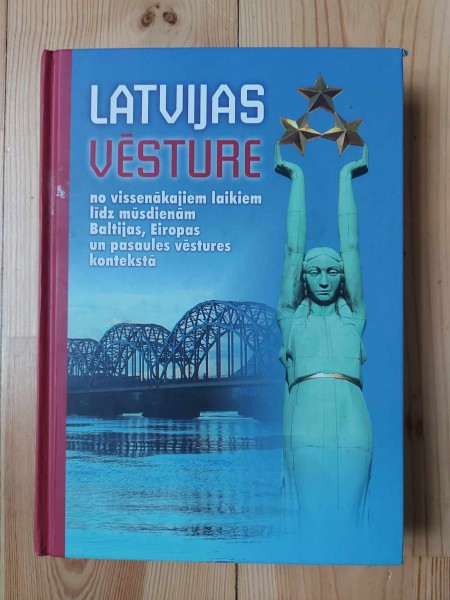 LATVIJAS
VĒSTURE
no vissenākajiem laikiem
līdz mūsdienām
Baltijas, Eiropas
un pasaules vēstures
kontekstā